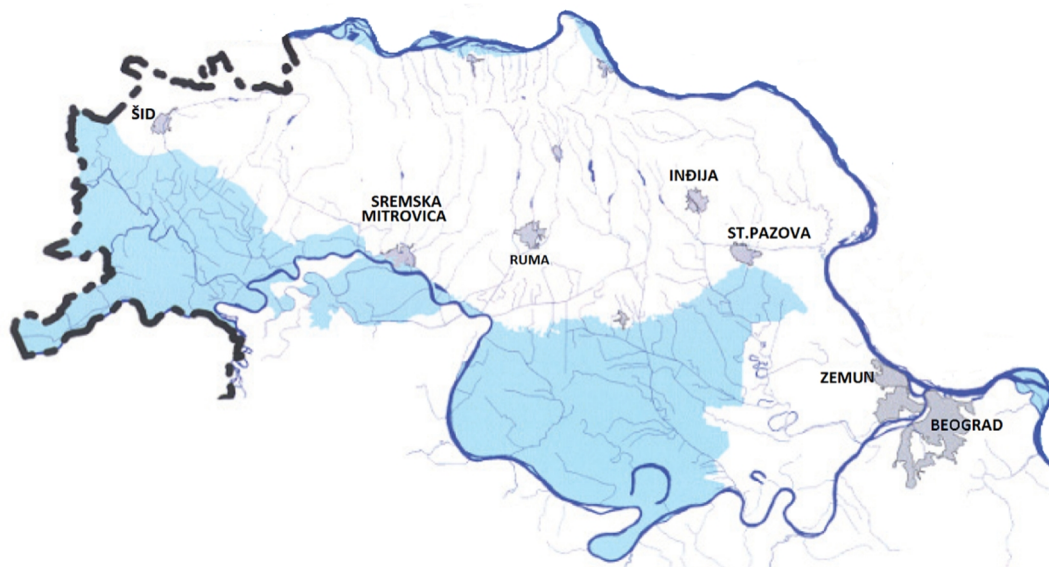 ŠID
SREMSKA
MITROVICA
RUMA
INĐIJA
ST.PAZOVA
ZEMUN
BEOGRAD